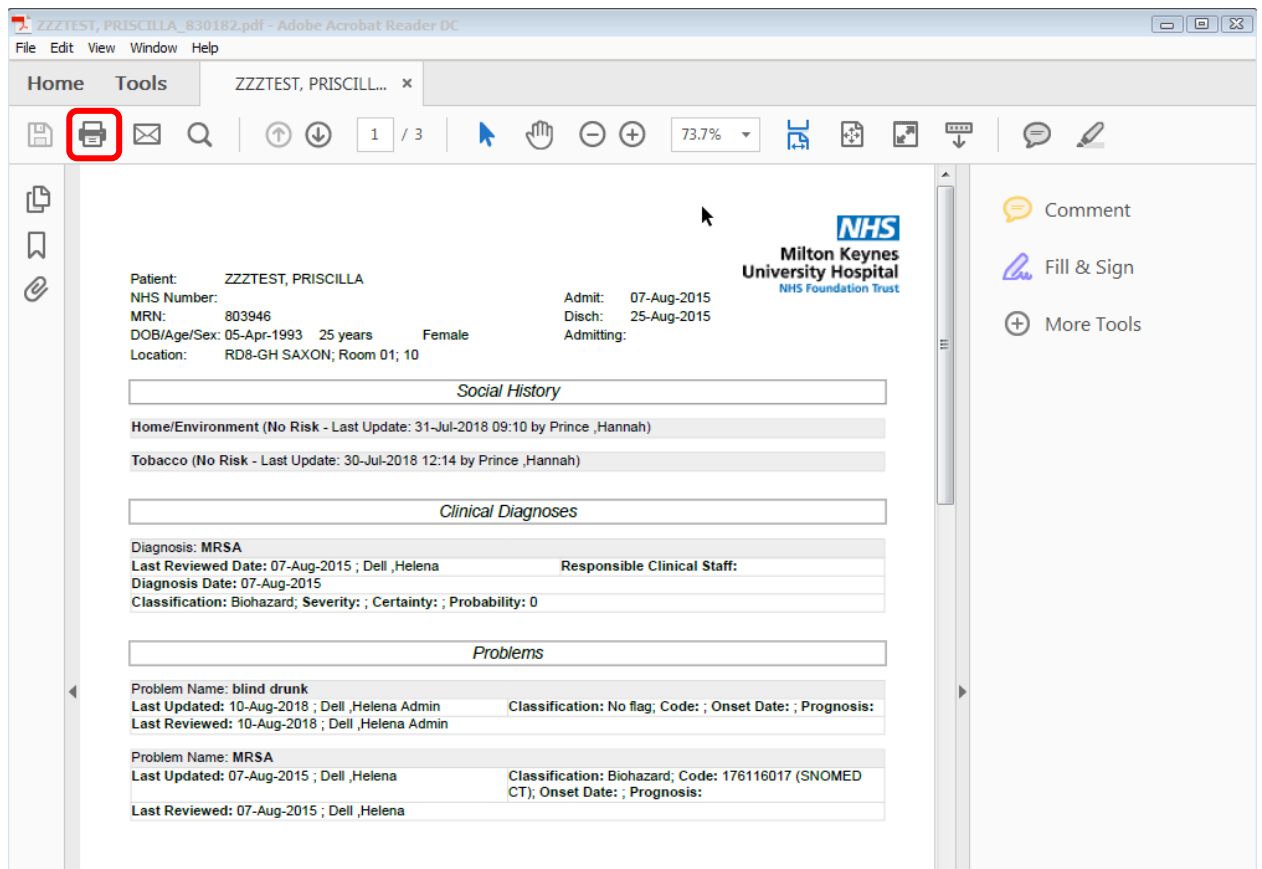 ZZZTEST, PRISCILLA_830182.pdf - Adobe Acrobat Reader DC
File Edit View Window Help
Home Tools ZZZTEST, PRISCILL... ×
1 / 3 73.7%
Comment
Fill & Sign
More Tools
NHS
Milton Keynes
University Hospital
NHS Foundation Trust
Patient: ZZZTEST, PRISCILLA
NHS Number: Admit: 07-Aug-2015
MRN: 803946 Disch: 25-Aug-2015
DOB/Age/Sex: 05-Apr-1993 25 years Female Admitting:
Location: RD8-GH SAXON; Room 01; 10
Social History
Home/Environment (No Risk - Last Update: 31-Jul-2018 09:10 by Prince ,Hannah)
Tobacco (No Risk - Last Update: 30-Jul-2018 12:14 by Prince ,Hannah)
Clinical Diagnoses
Diagnosis: MRSA
Last Reviewed Date: 07-Aug-2015 ; Dell ,Helena Responsible Clinical Staff:
Diagnosis Date: 07-Aug-2015
Classification: Biohazard; Severity: ; Certainty: ; Probability: 0
Problems
Problem Name: blind drunk
Last Updated: 10-Aug-2018 ; Dell ,Helena Admin Classification: No flag; Code: ; Onset Date: ; Prognosis:
Last Reviewed: 10-Aug-2018 ; Dell ,Helena Admin
Problem Name: MRSA
Last Updated: 07-Aug-2015 ; Dell ,Helena Classification: Biohazard; Code: 176116017 (SNOMED
CT); Onset Date: ; Prognosis:
Last Reviewed: 07-Aug-2015 ; Dell ,Helena